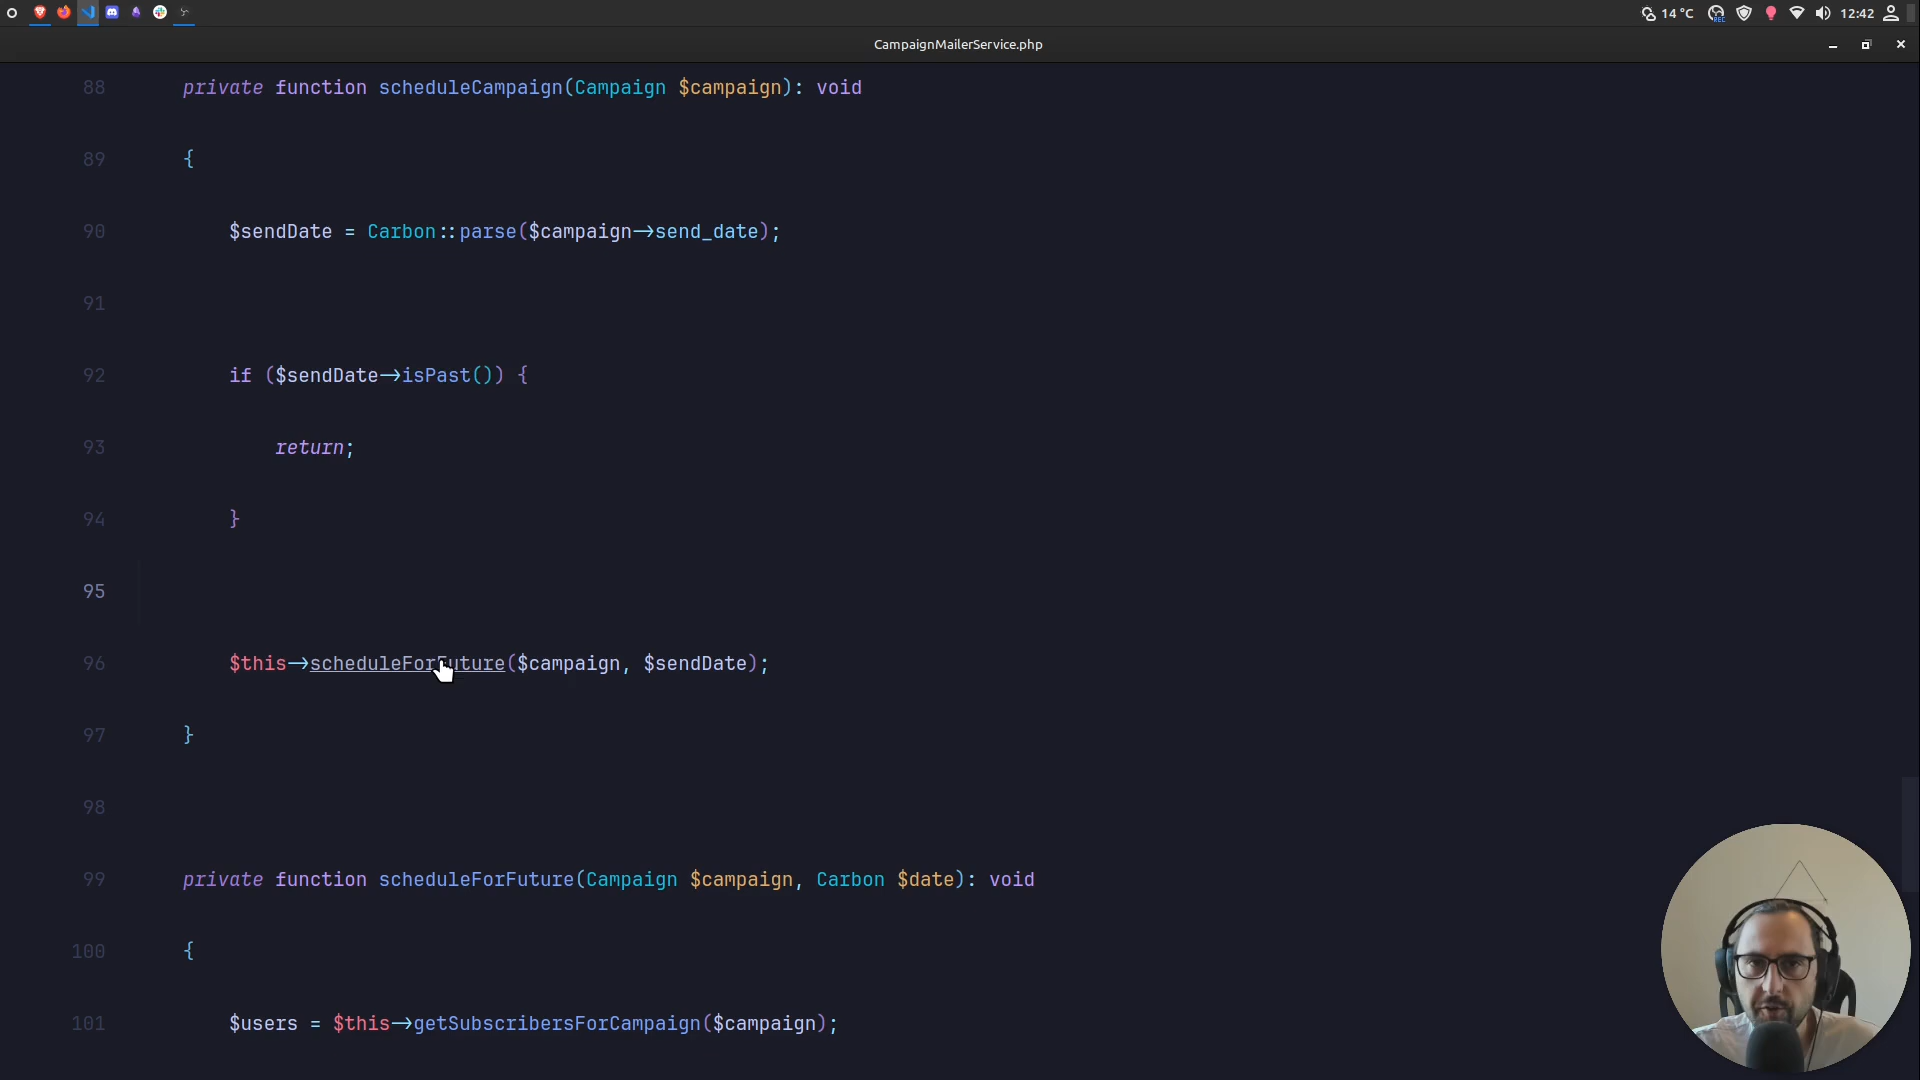 14 °C
REC
12:42
CampaignMailerService.php
88 private function scheduleCampaign(Campaign $campaign): void
89 {
90 $sendDate = Carbon::parse($campaign->send_date);
91
92 if ($sendDate->isPast()) {
93 return;
94 }
95
96 $this->scheduleForFuture($campaign, $sendDate);
97 }
98
99 private function scheduleForFuture(Campaign $campaign, Carbon $date): void
100 {
101 $users = $this->getSubscribersForCampaign($campaign);